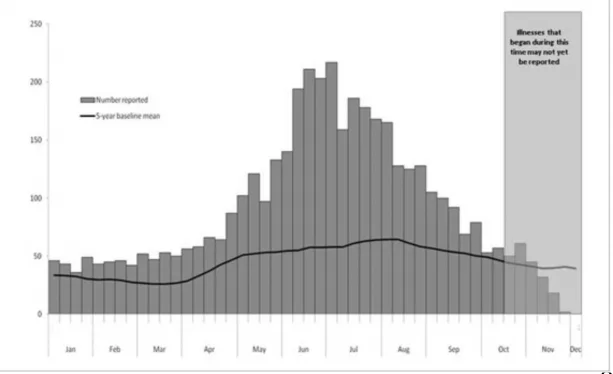 250
200
150
100
50
0
Number reported
5-year baseline mean
Illnesses that
began during this
time may not yet
be reported
Jan Feb Mar Apr May Jun Jul Aug Sep Oct Nov Dec